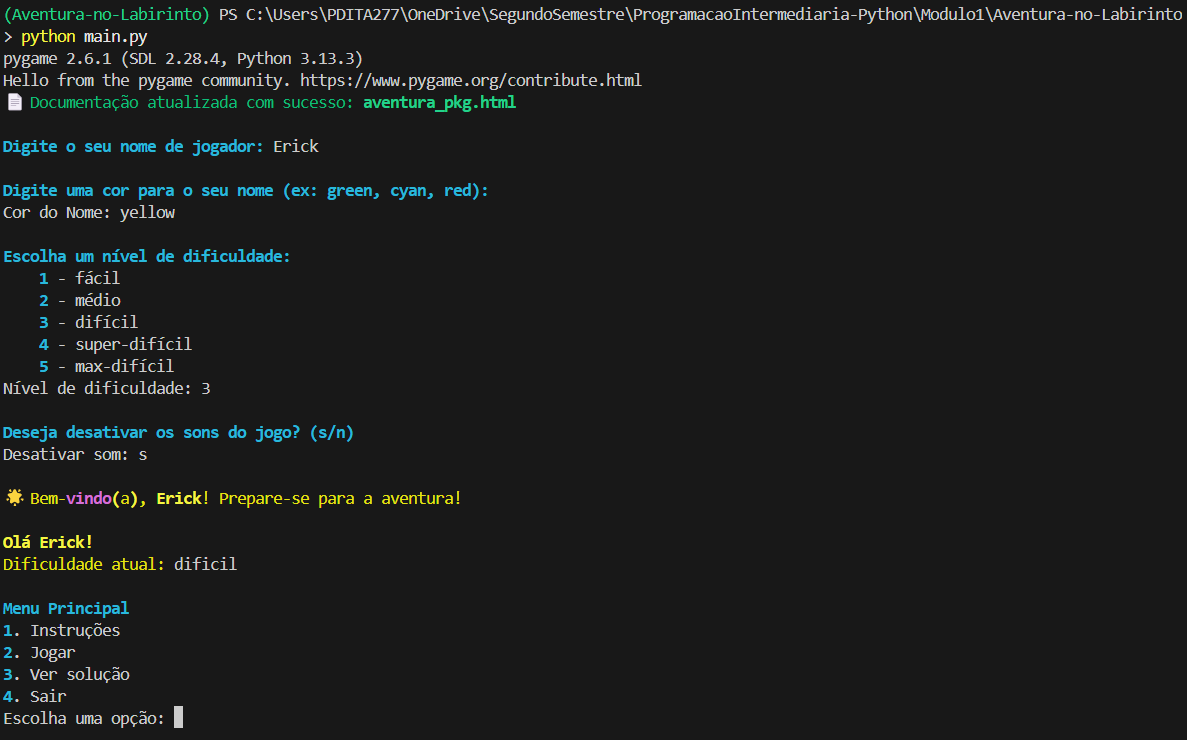 (Aventura-no-Labirinto) PS C:\Users\PDITA277\OneDrive\SegundoSemestre\ProgramacaoIntermediaria-Python\Modulo1\Aventura-no-Labirinto
> python main.py
pygame 2.6.1 (SDL 2.28.4, Python 3.13.3)
Hello from the pygame community. https://www.pygame.org/contribute.html
Documentação atualizada com sucesso: aventura_pkg.html
Digite o seu nome de jogador: Erick
Digite uma cor para o seu nome (ex: green, cyan, red):
Cor do Nome: yellow
Escolha um nível de dificuldade:
1 - fácil
2 - médio
3 - difícil
4 - super-difícil
5 - max-difícil
Nível de dificuldade: 3
Deseja desativar os sons do jogo? (s/n)
Desativar som: s
Bem-vindo(a), Erick! Prepare-se para a aventura!
Olá Erick!
Dificuldade atual: dificil
Menu Principal
1. Instruções
2. Jogar
3. Ver solução
4. Sair
Escolha uma opção: